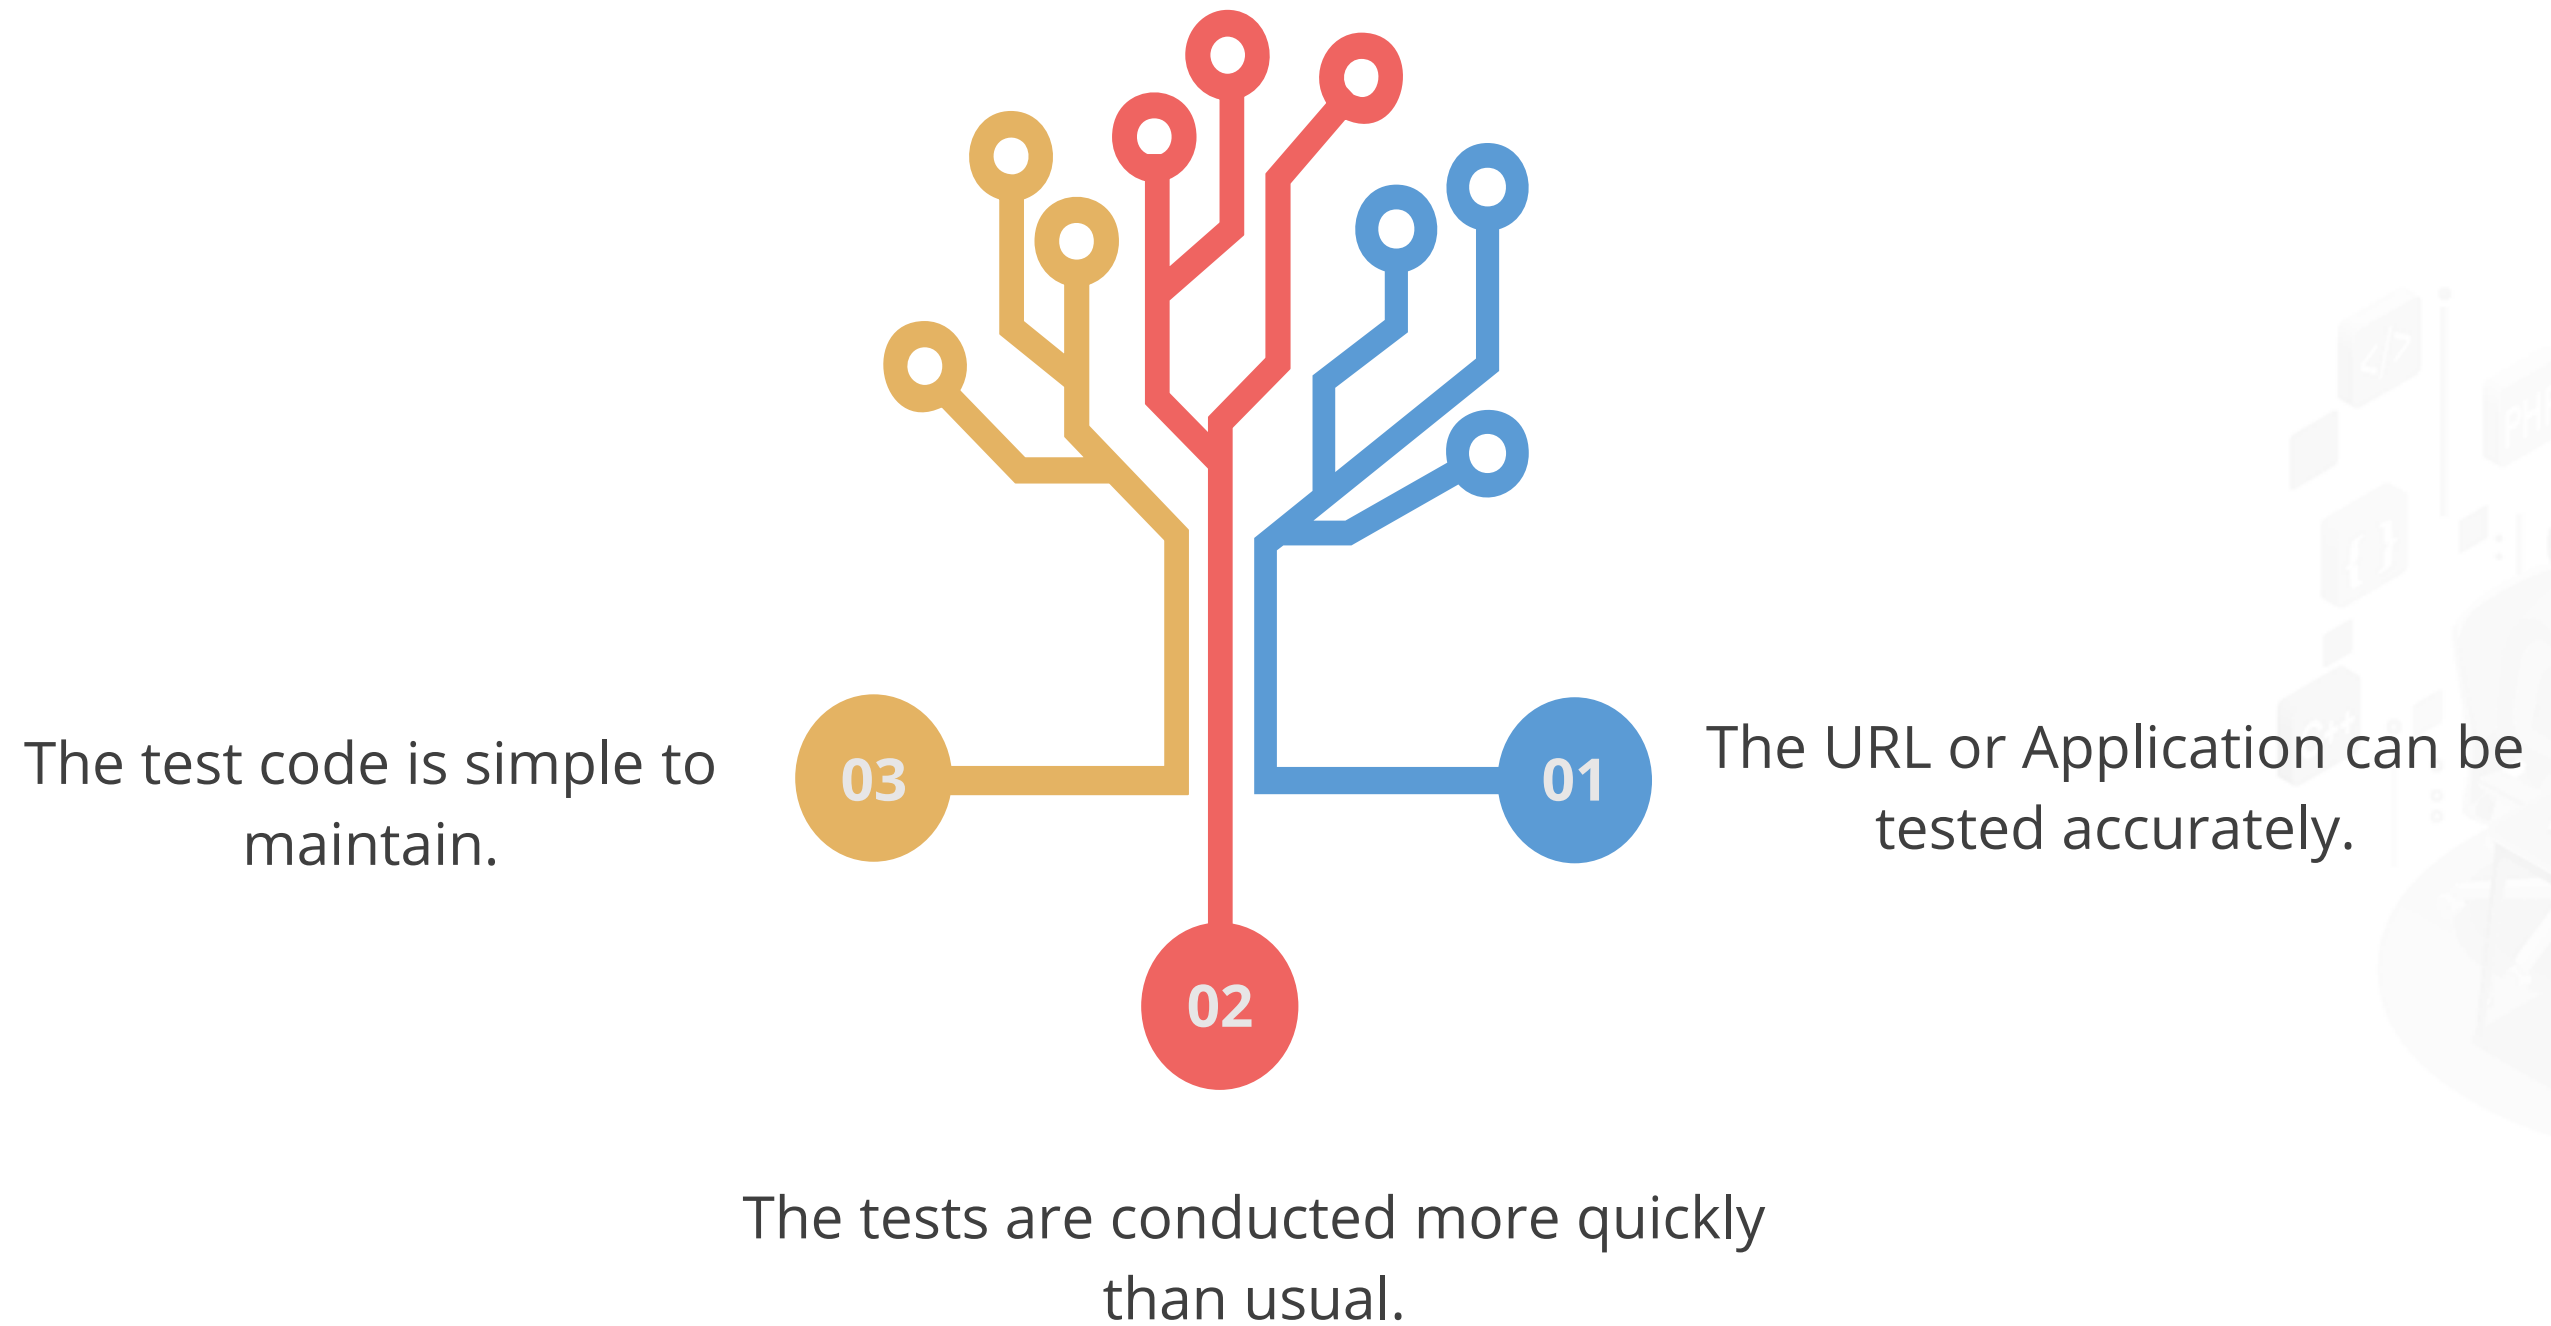 03
The test code is simple to
maintain.
01
The URL or Application can be
tested accurately.
02
The tests are conducted more quickly
than usual.